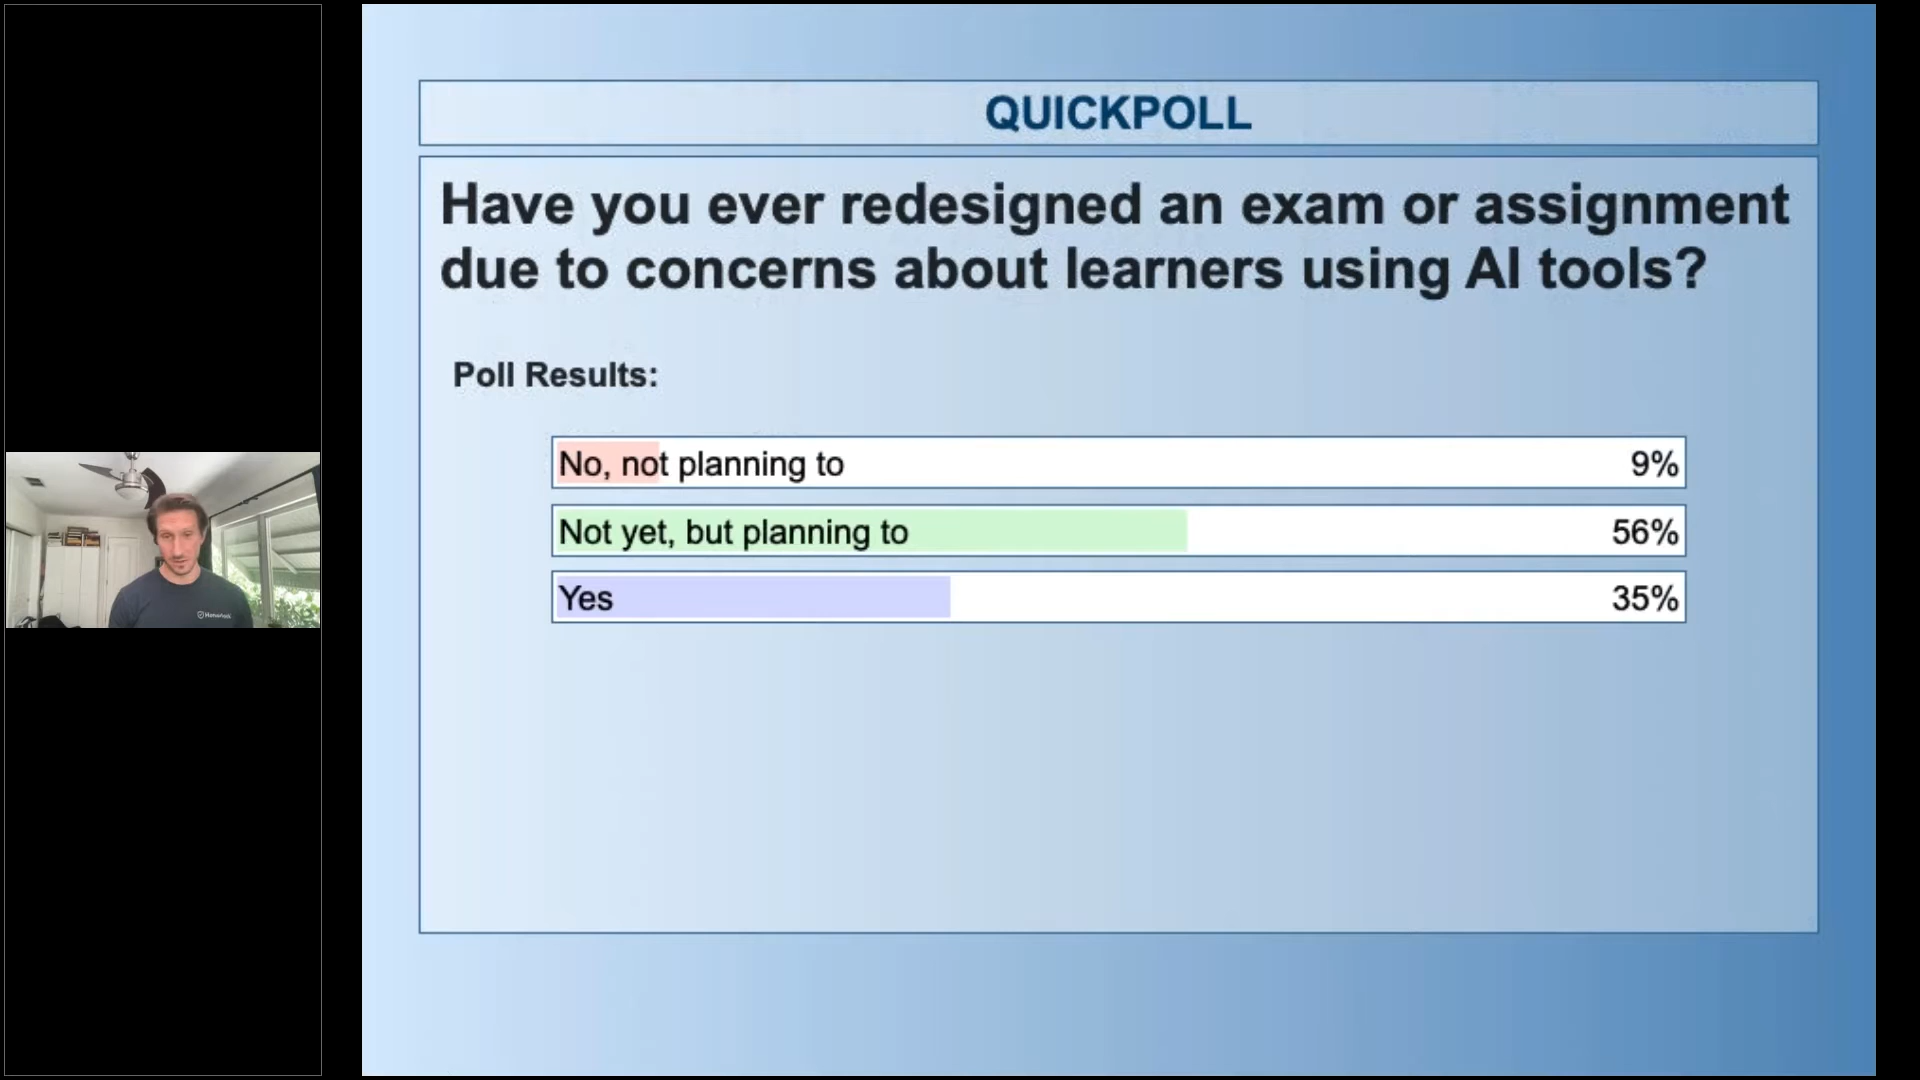 QUICKPOLL
Have you ever redesigned an exam or assignment
due to concerns about learners using AI tools?
Poll Results:
No, not planning to 9%
Not yet, but planning to 56%
Yes 35%